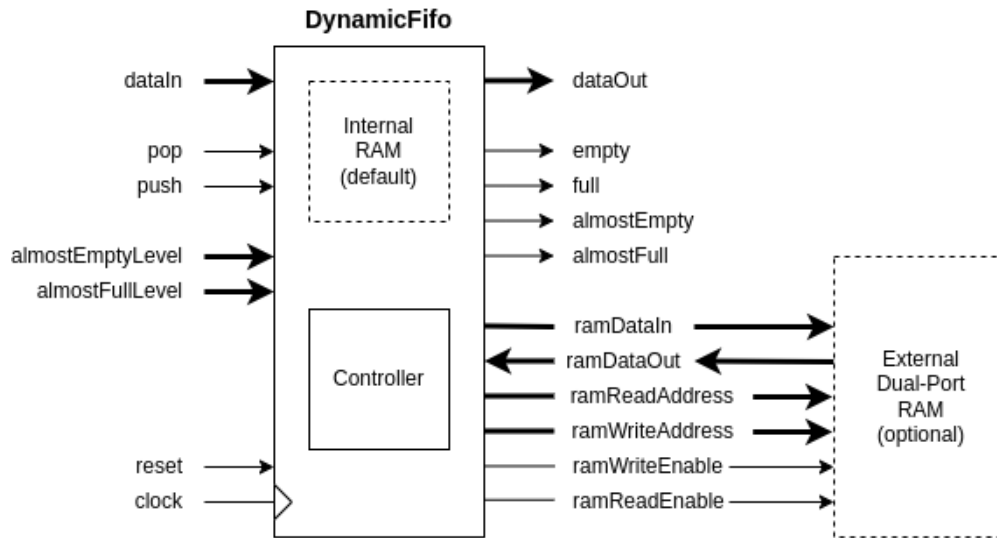 DynamicFifo
dataIn
dataOut
Internal
RAM
(default)
pop
push
empty
full
almostEmpty
almostFull
almostEmptyLevel
almostFullLevel
ramDataIn
ramDataOut
ramReadAddress
ramWriteAddress
ramWriteEnable
ramReadEnable
Controller
External
Dual-Port
RAM
(optional)
reset
clock